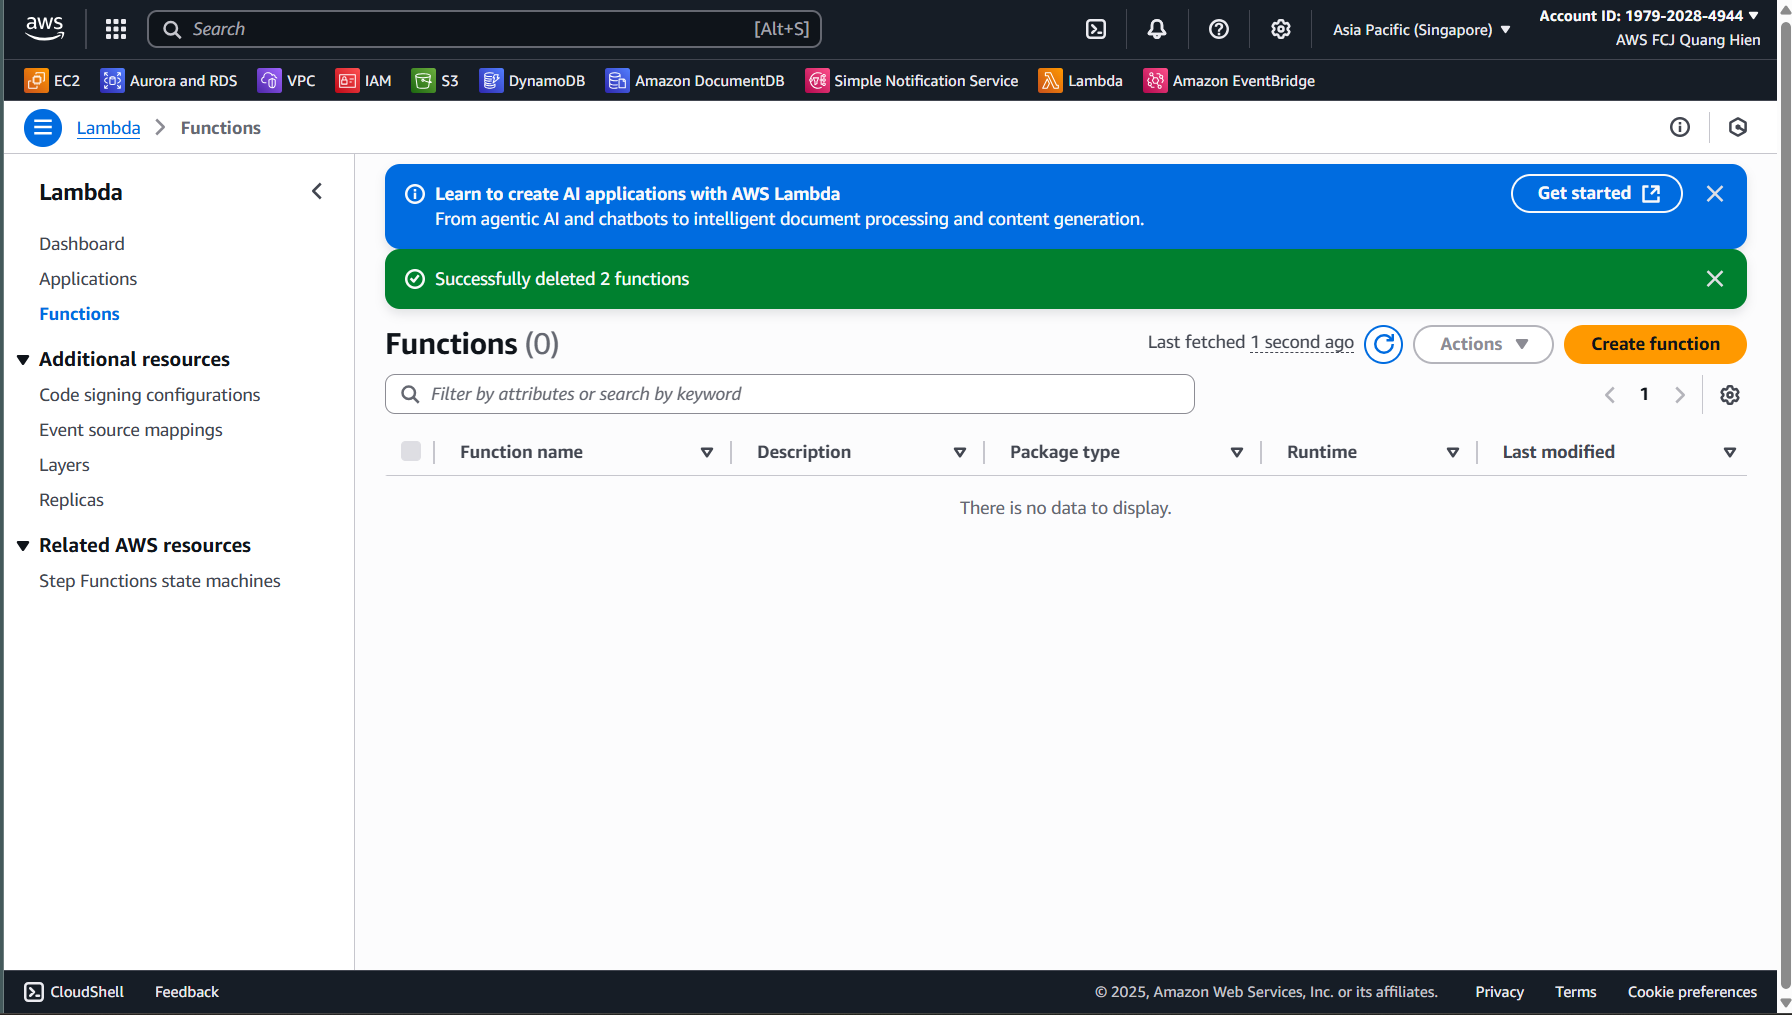 aws
Search [Alt+S]
Asia Pacific (Singapore)
Account ID: 1979-2028-4944
AWS FCJ Quang Hien
EC2 Aurora and RDS VPC IAM S3 DynamoDB Amazon DocumentDB Simple Notification Service Lambda Amazon EventBridge
Lambda Functions
Lambda
Dashboard
Applications
Functions
Additional resources
Code signing configurations
Event source mappings
Layers
Replicas
Related AWS resources
Step Functions state machines
Learn to create AI applications with AWS Lambda
From agentic AI and chatbots to intelligent document processing and content generation.
Get started
Successfully deleted 2 functions
Functions (0)
Last fetched 1 second ago
Actions
Create function
Filter by attributes or search by keyword
1
Function name Description Package type Runtime Last modified
There is no data to display.
CloudShell Feedback © 2025, Amazon Web Services, Inc. or its affiliates. Privacy Terms Cookie preferences